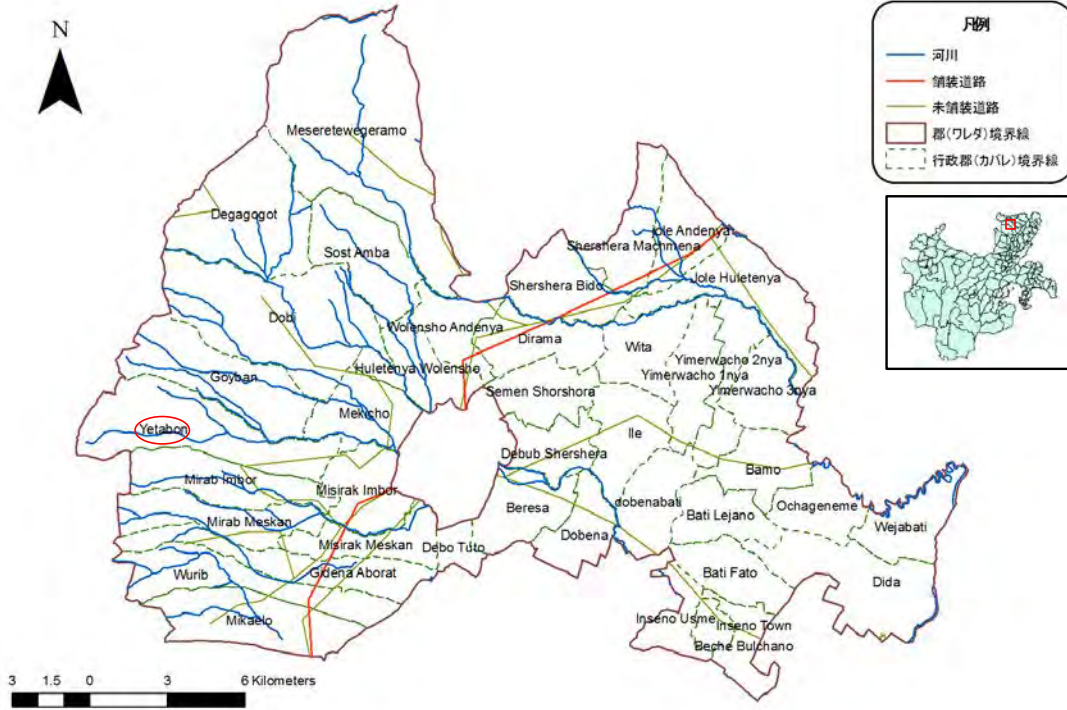 N
凡例
河川
舗装道路
未舗装道路
郡(ワレダ)境界線
行政郡(カバレ)境界線
Meseretewegeramo
Degagogot
Sost Amba
Jole Andenya
Shershera Machmena
Shershera Bido
Jole Huletenya
Dobi
Wolensho Andenya
Dirama
Wita
Yimerwacho 2nya
Yimerwacho 1nya
Yimerwacho 3nya
Huletenya Wolensho
Goyban
Semen Shorshora
Mekicho
Yetabon
Ile
Debub Shershera
Bamo
Mirab Imbor
Misirak Imbor
Beresa
dobenabati
Bati Lejano
Ochageneme
Wejabati
Mirab Meskan
Misirak Meskan
Debo Tuto
Dobena
Wurib
Gidena Aborat
Bati Fato
Dida
Mikaelo
Inseno Usme
Inseno Town
Beche Bulchano
3 1.5 0 3 6 Kilometers